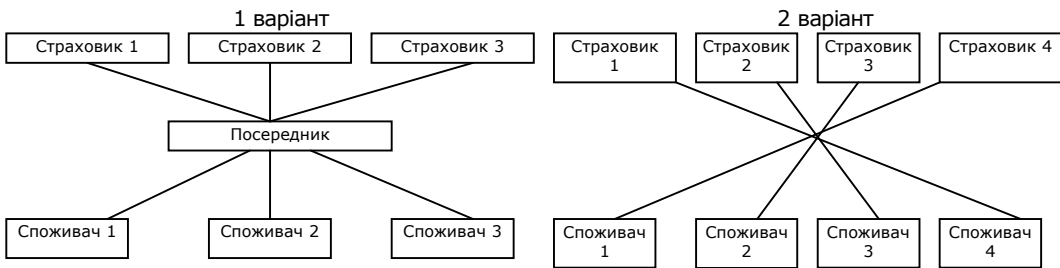 1 варіант
Страховик 1
Страховик 2
Страховик 3
Посередник
Споживач 1
Споживач 2
Споживач 3
2 варіант
Страховик
1
Страховик
2
Страховик
3
Страховик 4
Споживач
1
Споживач
2
Споживач
3
Споживач
4